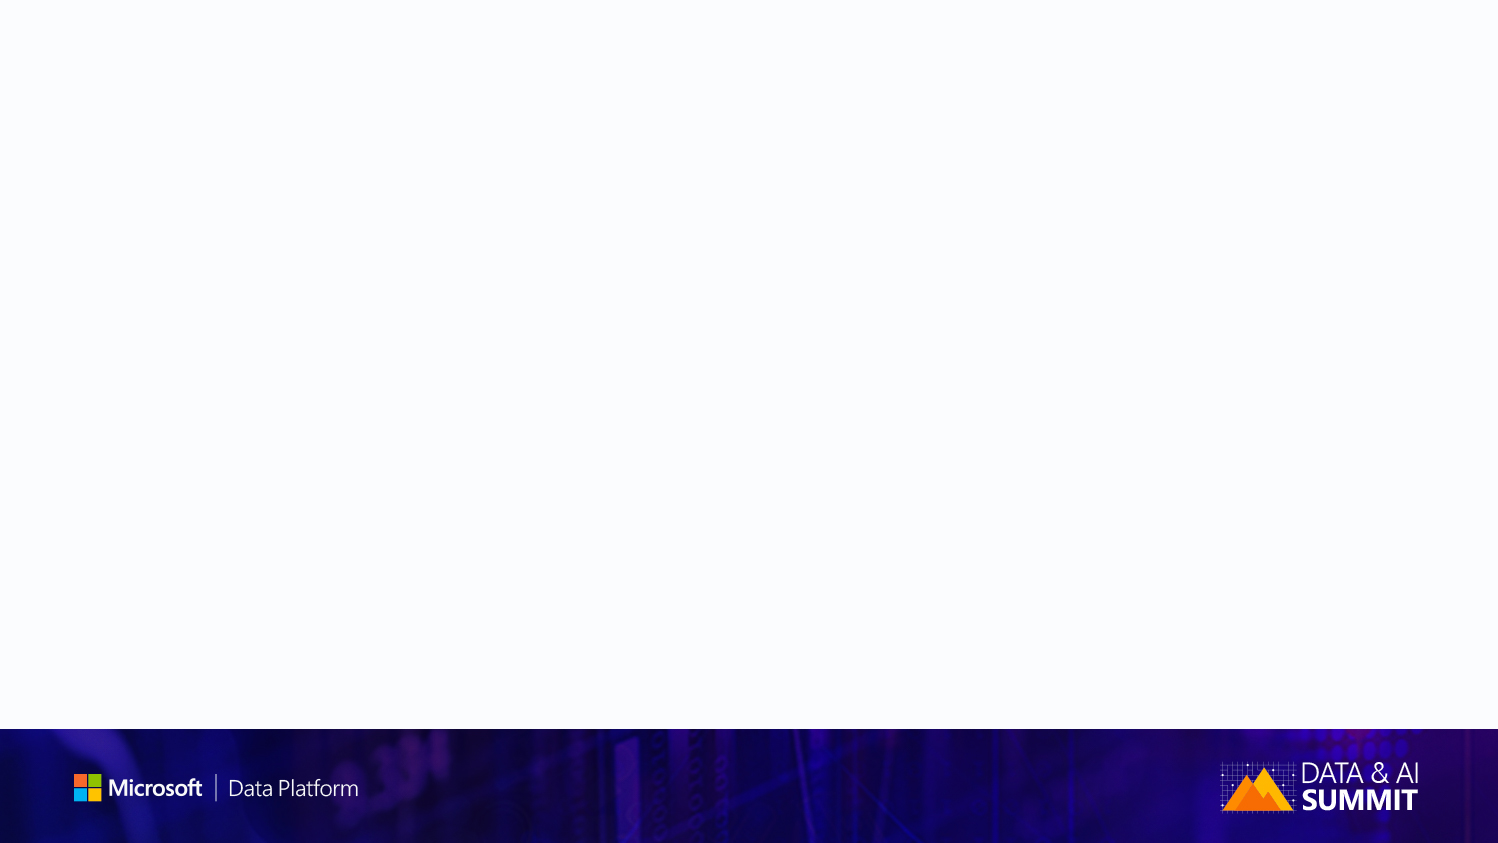 Microsoft | Data Platform
DATA & AI
SUMMIT